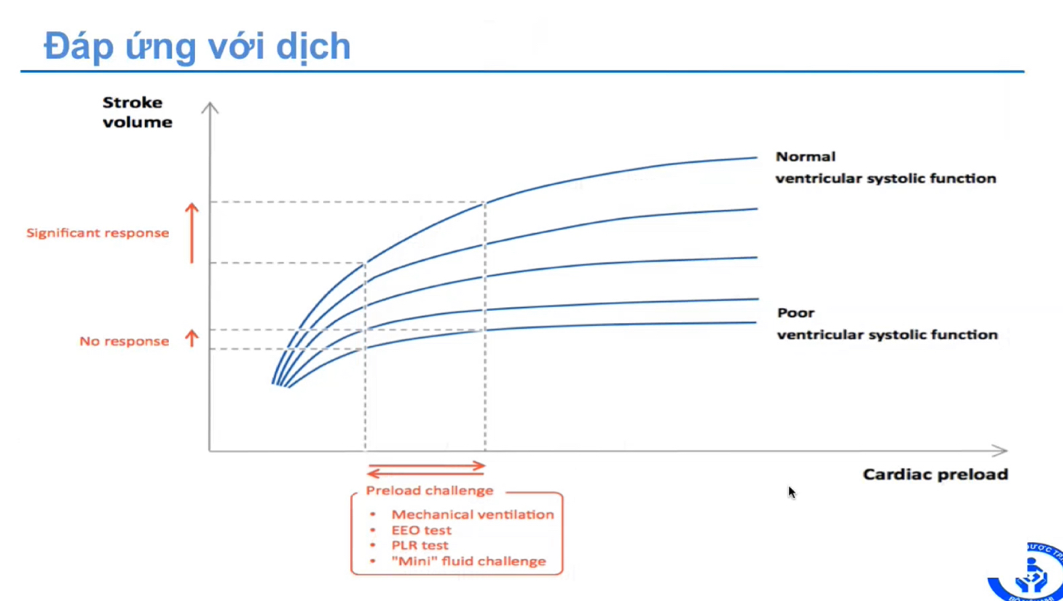 Đáp ứng với dịch
Stroke
volume
Normal
ventricular systolic function
Significant response
No response
Poor
ventricular systolic function
Cardiac preload
Preload challenge
• Mechanical ventilation
• EEO test
• PLR test
• "Mini" fluid challenge